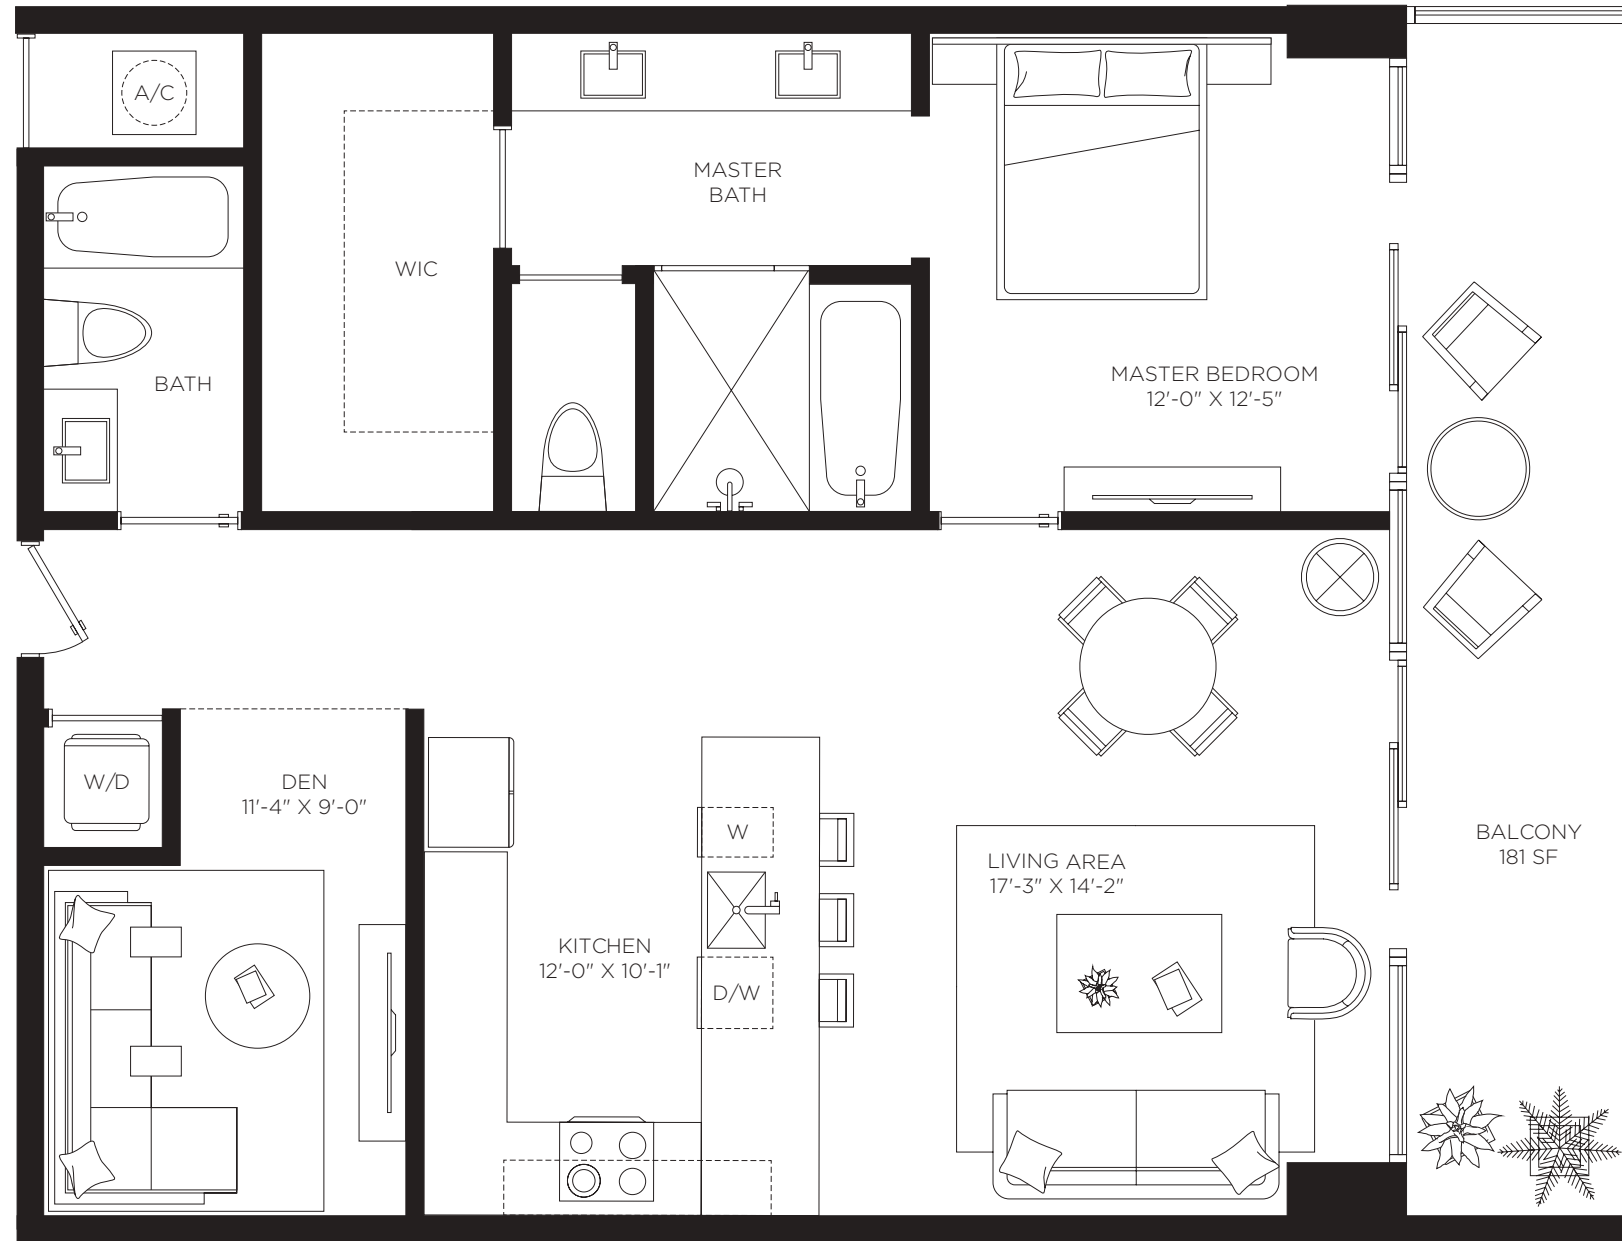 A/C
MASTER
BATH
WIC
BATH
MASTER BEDROOM
12'-0" X 12'-5"
W/D
DEN
11'-4" X 9'-0"
W
LIVING AREA
17'-3" X 14'-2"
BALCONY
181 SF
KITCHEN
12'-0" X 10'-1"
D/W